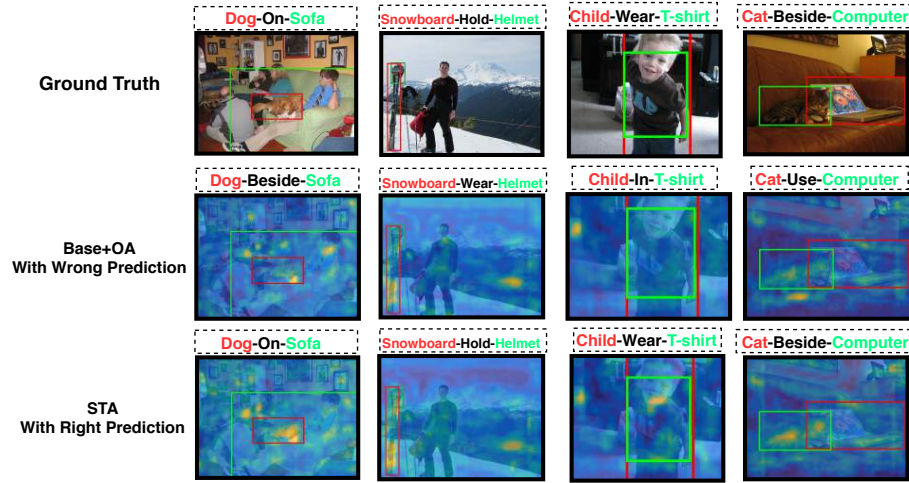 Dog-On-Sofa
Snowboard-Hold-Helmet
Child-Wear-T-shirt
Cat-Beside-Computer
Ground Truth
Dog-Beside-Sofa
Snowboard-Wear-Helmet
Child-In-T-shirt
Cat-Use-Computer
Base+OA
With Wrong Prediction
Dog-On-Sofa
Snowboard-Hold-Helmet
Child-Wear-T-shirt
Cat-Beside-Computer
STA
With Right Prediction